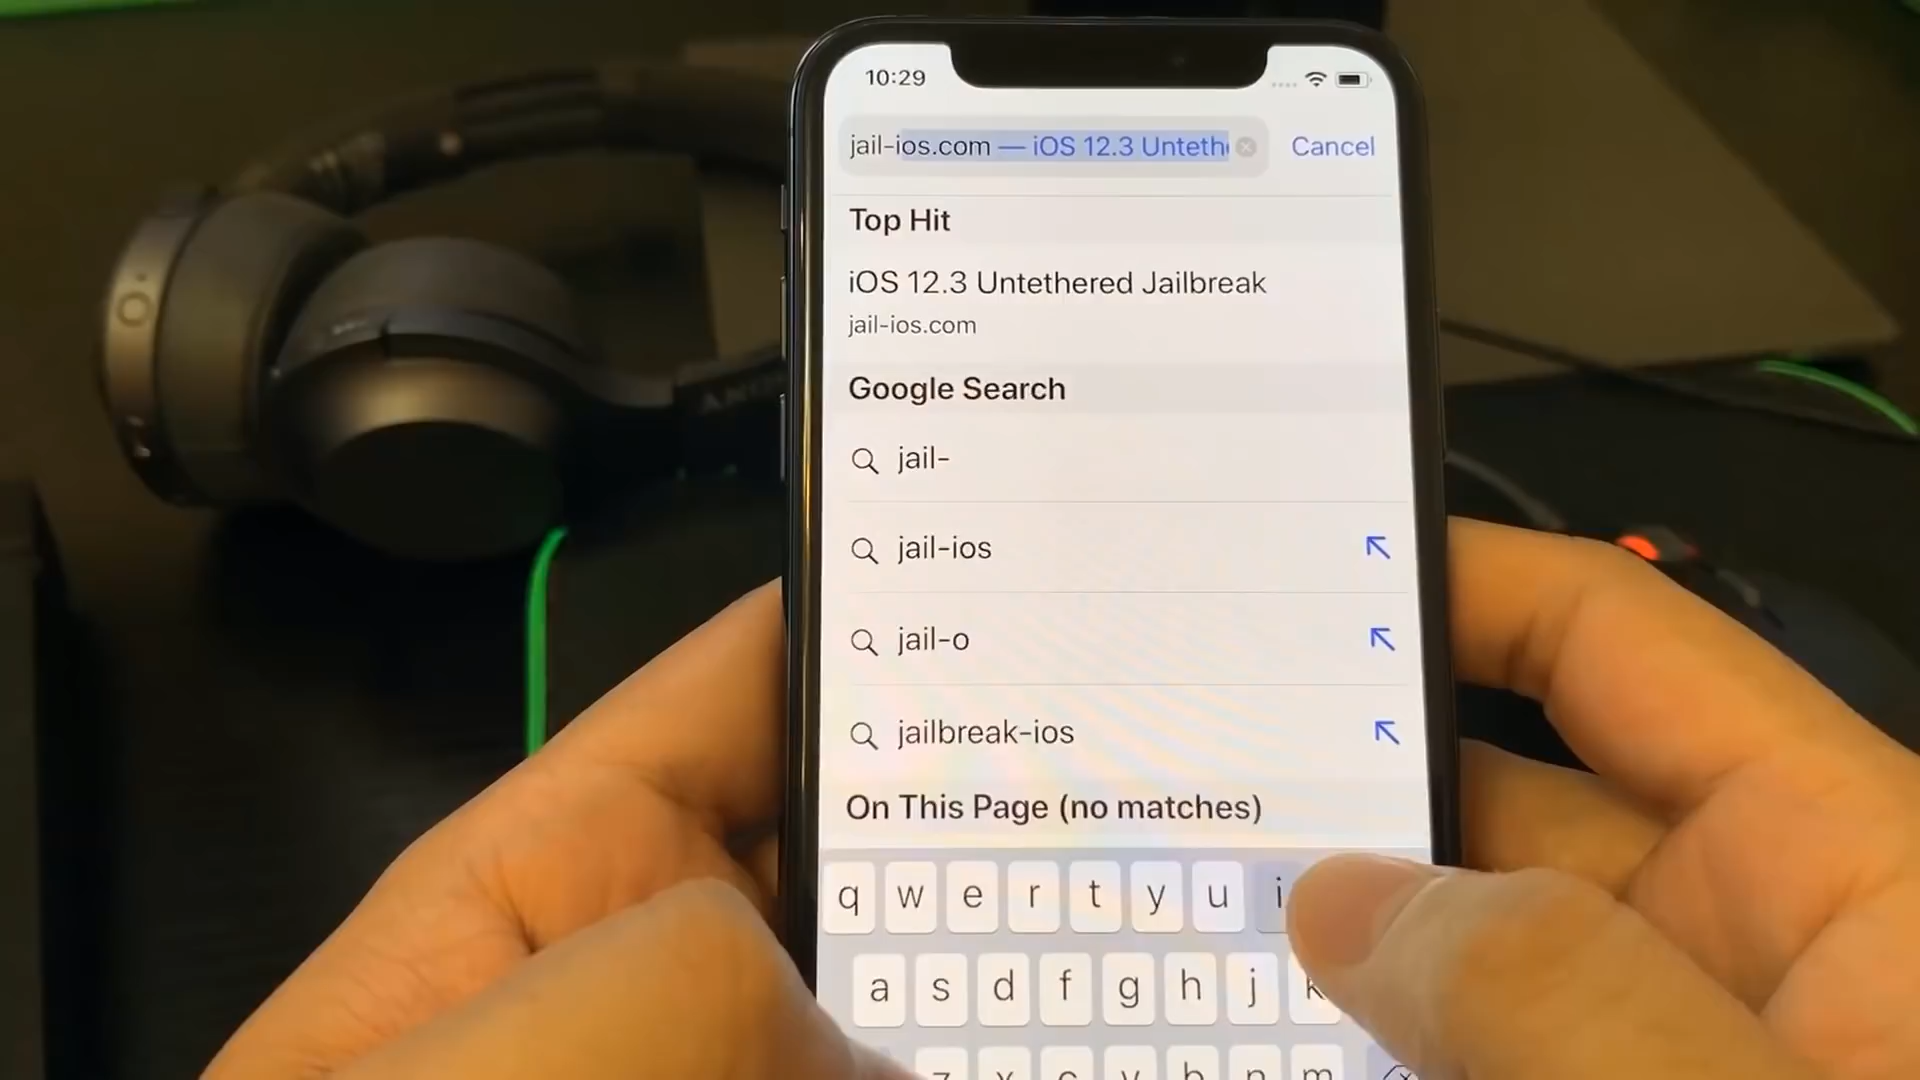 10:29
jail-ios.com — iOS 12.3 Unteth
Cancel
Top Hit
iOS 12.3 Untethered Jailbreak
jail-ios.com
Google Search
jail-
jail-ios
jail-o
jailbreak-ios
On This Page (no matches)
q w e r t y u i
a s d f g h j k
z x c v b n m